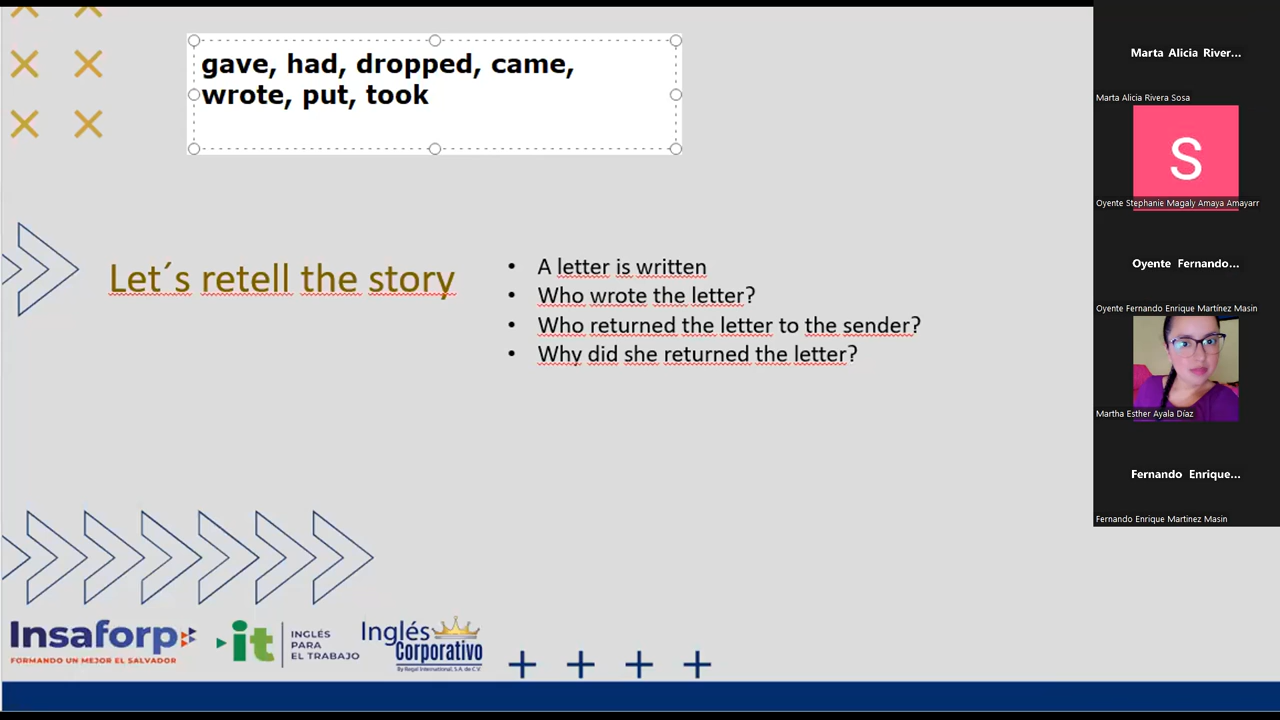 gave, had, dropped, came,
wrote, put, took
Let´s retell the story
• A letter is written
• Who wrote the letter?
• Who returned the letter to the sender?
• Why did she returned the letter?
Insaforp
FORMANDO UN MEJOR EL SALVADOR
it
INGLÉS
PARA
EL TRABAJO
Inglés
Corporativo
By Regal International, S.A. de C.V.
Marta Alicia River...
Marta Alicia Rivera Sosa
S
Oyente Stephanie Magaly Amaya Amayarr
Oyente Fernando...
Oyente Fernando Enrique Martínez Masin
Martha Esther Ayala Díaz
Fernando Enrique...
Fernando Enrique Martinez Masin